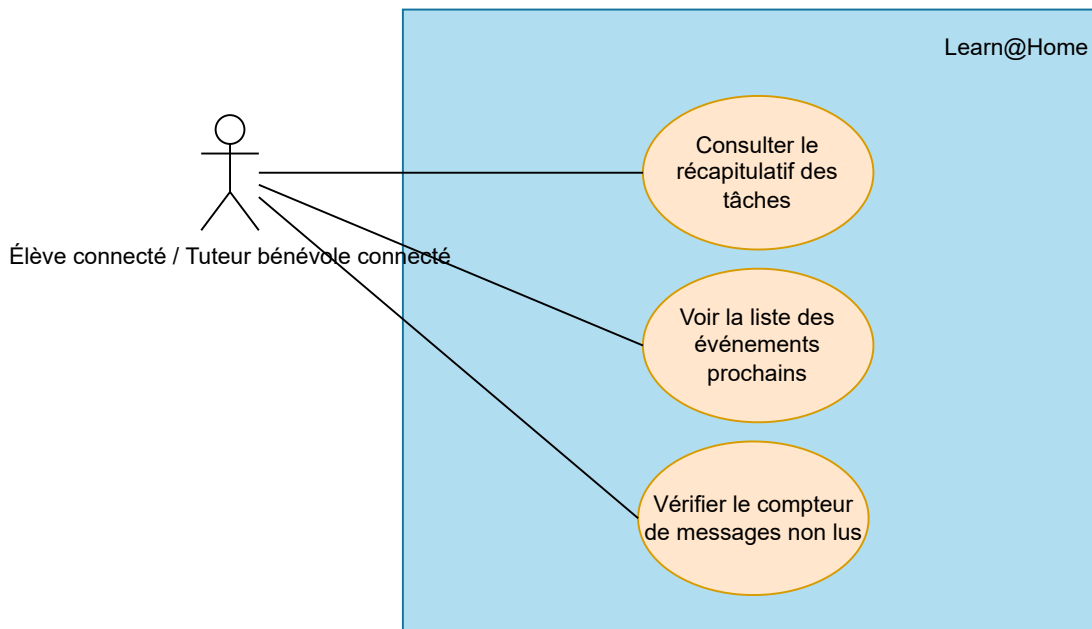 Learn@Home
Consulter le
récapitulatif des
tâches
Élève connecté / Tuteur bénévole connecté
Voir la liste des
événements
prochains
Vérifier le compteur
de messages non lus